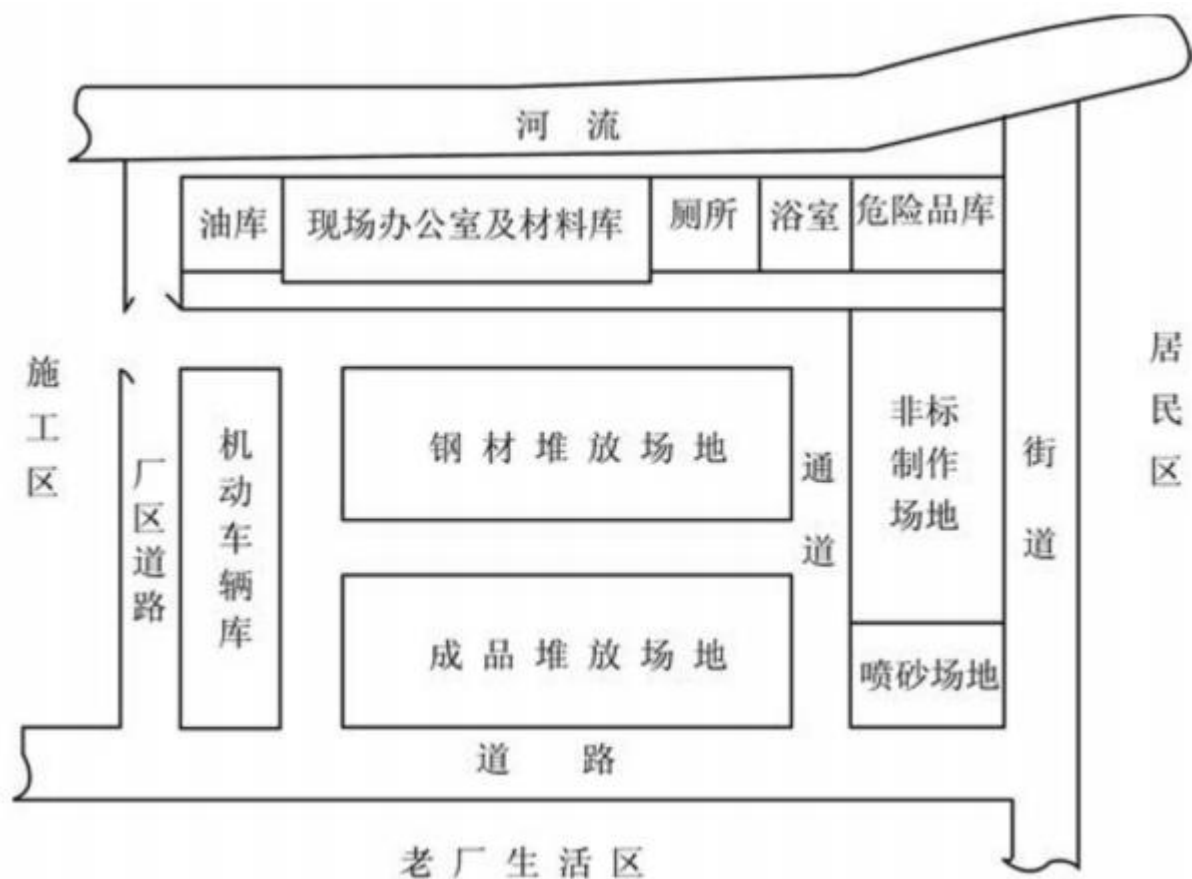 河流
油库
现场办公室及材料库
厕所
浴室
危险品库
施工区
厂区道路
机动车辆库
钢材堆放场地
通道
非标
制作
场地
街道
居民区
成品堆放场地
喷砂场地
道路
老厂生活区